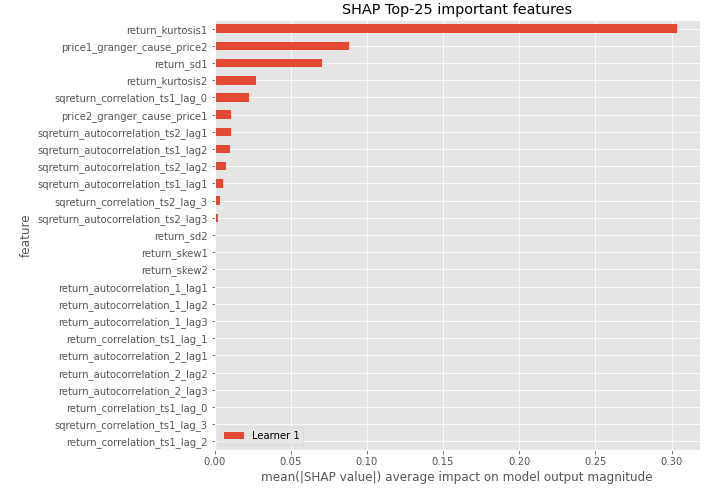 SHAP Top-25 important features
return_kurtosis1
price1_granger_cause_price2
return_sd1
return_kurtosis2
sqreturn_correlation_ts1_lag_0
price2_granger_cause_price1
sqreturn_autocorrelation_ts2_lag1
sqreturn_autocorrelation_ts1_lag2
sqreturn_autocorrelation_ts2_lag2
sqreturn_autocorrelation_ts1_lag1
sqreturn_correlation_ts2_lag_3
sqreturn_autocorrelation_ts2_lag3
return_sd2
return_skew1
return_skew2
return_autocorrelation_1_lag1
return_autocorrelation_1_lag2
return_autocorrelation_1_lag3
return_correlation_ts1_lag_1
return_autocorrelation_2_lag1
return_autocorrelation_2_lag2
return_autocorrelation_2_lag3
return_correlation_ts1_lag_0
sqreturn_correlation_ts1_lag_3
return_correlation_ts1_lag_2
feature
Learner 1
0.00 0.05 0.10 0.15 0.20 0.25 0.30
mean(|SHAP value|) average impact on model output magnitude